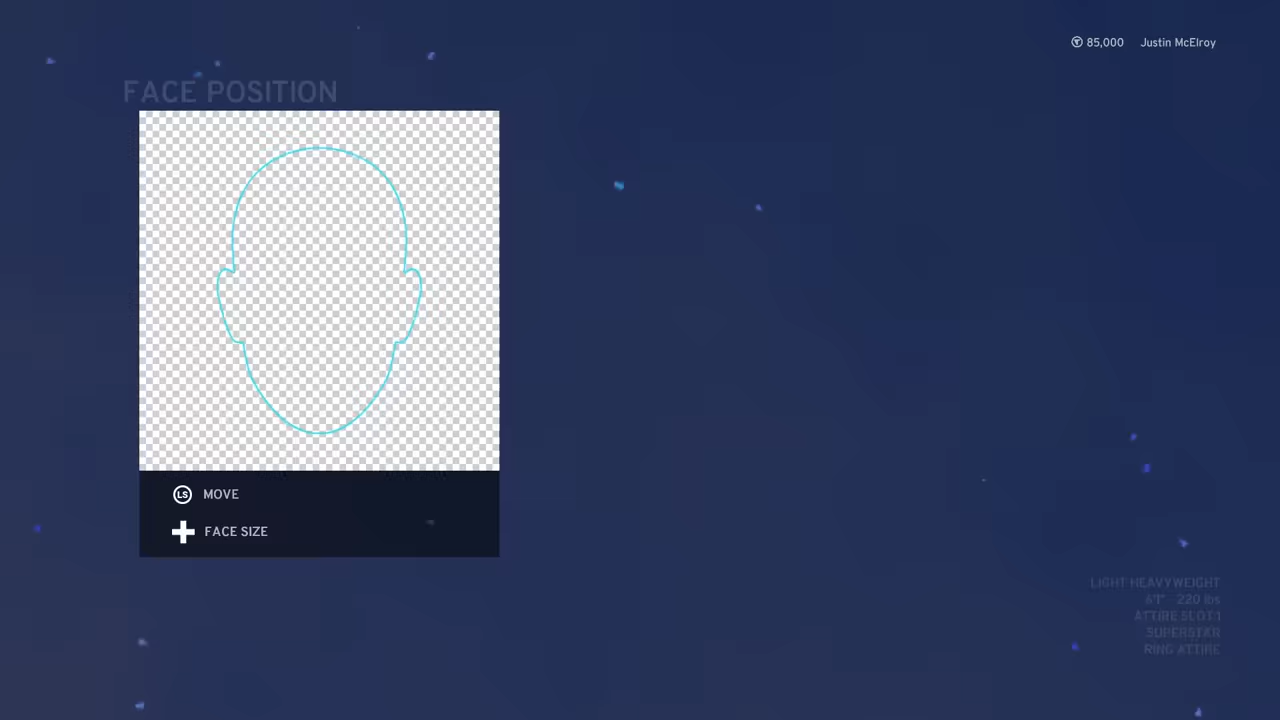 85,000 Justin McElroy
FACE POSITION
LS MOVE
FACE SIZE
LIGHT HEAVYWEIGHT
6'1" 220 lbs
ATTIRE SLOT 1
SUPERSTAR
RING ATTIRE